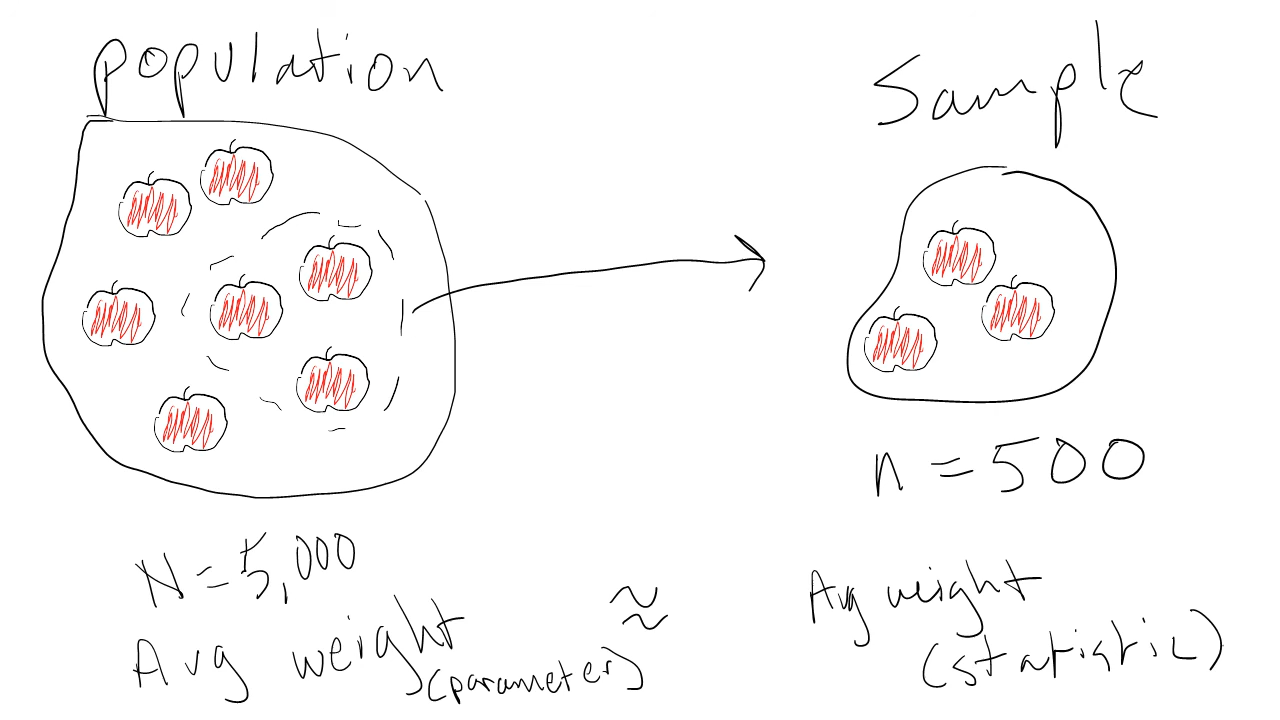 population
Sample
n = 500
N = 5,000
Avg weight
(parameter)
≈
Avg weight
(statistic)